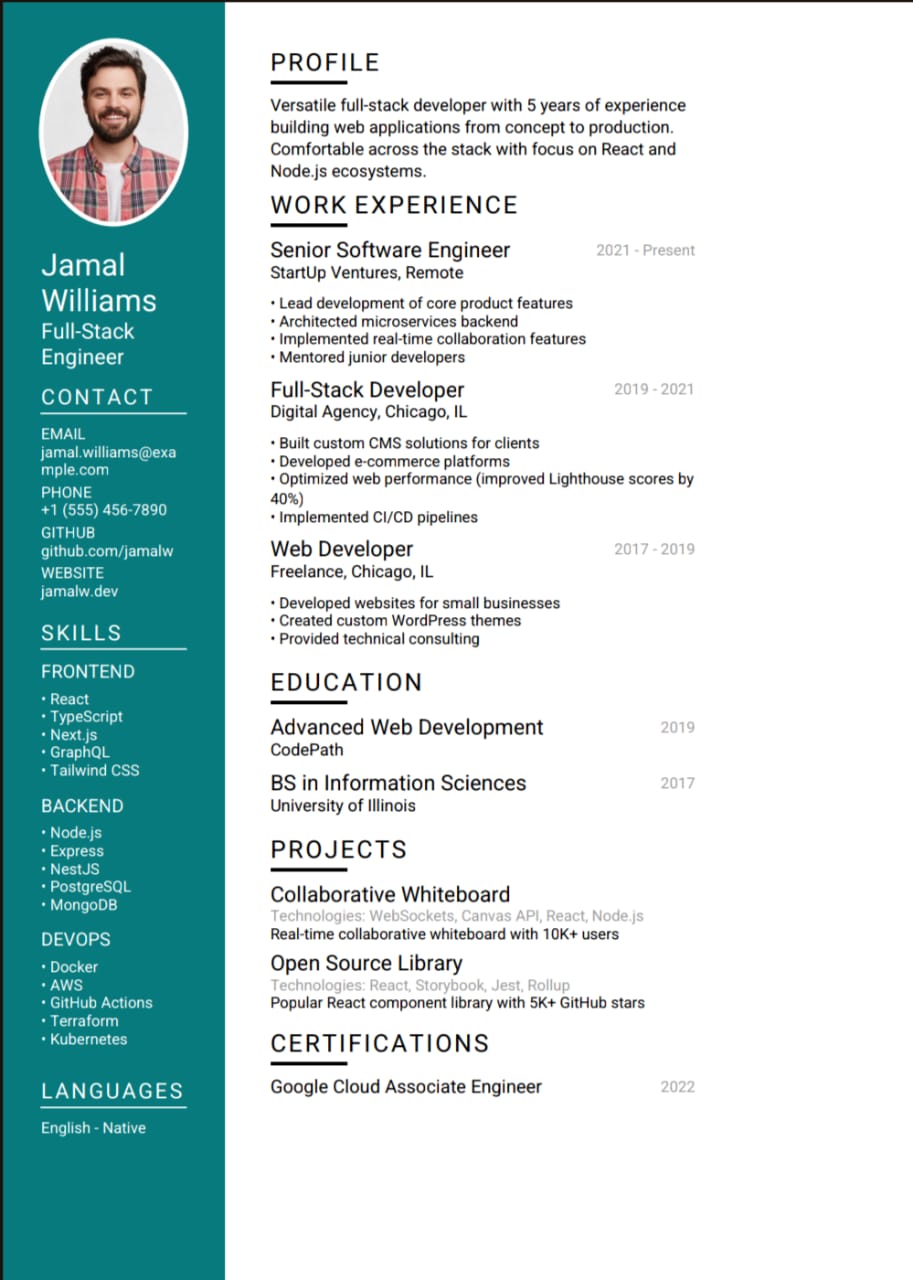 Jamal
Williams
Full-Stack
Engineer
CONTACT
EMAIL
jamal.williams@exa
mple.com
PHONE
+1 (555) 456-7890
GITHUB
github.com/jamalw
WEBSITE
jamalw.dev
SKILLS
FRONTEND
• React
• TypeScript
• Next.js
• GraphQL
• Tailwind CSS
BACKEND
• Node.js
• Express
• NestJS
• PostgreSQL
• MongoDB
DEVOPS
• Docker
• AWS
• GitHub Actions
• Terraform
• Kubernetes
LANGUAGES
English - Native
PROFILE
Versatile full-stack developer with 5 years of experience
building web applications from concept to production.
Comfortable across the stack with focus on React and
Node.js ecosystems.
WORK EXPERIENCE
Senior Software Engineer 2021 - Present
StartUp Ventures, Remote
• Lead development of core product features
• Architected microservices backend
• Implemented real-time collaboration features
• Mentored junior developers
Full-Stack Developer 2019 - 2021
Digital Agency, Chicago, IL
• Built custom CMS solutions for clients
• Developed e-commerce platforms
• Optimized web performance (improved Lighthouse scores by
40%)
• Implemented CI/CD pipelines
Web Developer 2017 - 2019
Freelance, Chicago, IL
• Developed websites for small businesses
• Created custom WordPress themes
• Provided technical consulting
EDUCATION
Advanced Web Development 2019
CodePath
BS in Information Sciences 2017
University of Illinois
PROJECTS
Collaborative Whiteboard
Technologies: WebSockets, Canvas API, React, Node.js
Real-time collaborative whiteboard with 10K+ users
Open Source Library
Technologies: React, Storybook, Jest, Rollup
Popular React component library with 5K+ GitHub stars
CERTIFICATIONS
Google Cloud Associate Engineer 2022